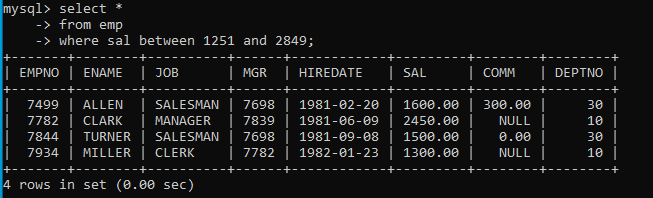 mysql> select *
    -> from emp
    -> where sal between 1251 and 2849;
+-------+--------+----------+------+------------+---------+--------+--------+
| EMPNO | ENAME  | JOB      | MGR  | HIREDATE   | SAL     | COMM   | DEPTNO |
+-------+--------+----------+------+------------+---------+--------+--------+
|  7499 | ALLEN  | SALESMAN | 7698 | 1981-02-20 | 1600.00 | 300.00 |     30 |
|  7782 | CLARK  | MANAGER  | 7839 | 1981-06-09 | 2450.00 |   NULL |     10 |
|  7844 | TURNER | SALESMAN | 7698 | 1981-09-08 | 1500.00 |   0.00 |     30 |
|  7934 | MILLER | CLERK    | 7782 | 1982-01-23 | 1300.00 |   NULL |     10 |
+-------+--------+----------+------+------------+---------+--------+--------+
4 rows in set (0.00 sec)